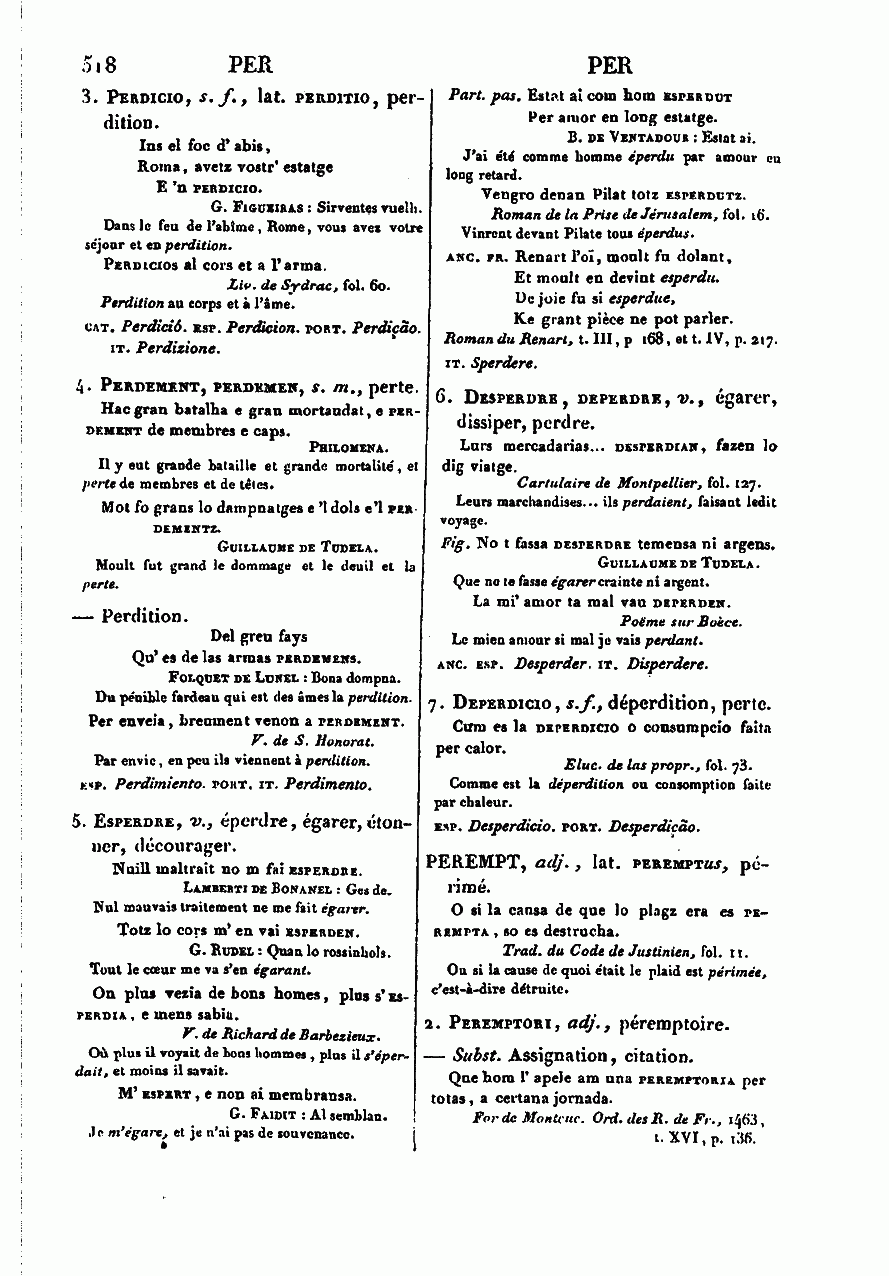 518 PER PER
3. PERDICIO, s. f., lat. PERDITIO, per-
dition.
Ins el foc d' abis,
Roma, avetz vostr' estatge
E 'n PERDICIO.
G. FIGUEIRAS : Sirventes vuelh.
Dans le feu de l'abîme, Rome, vous avez votre
séjour et en perdition.
PERDICIOS al cors et a l'arma.
Liv. de Sydrac, fol. 60.
Perdition au corps et à l'âme.
CAT. Perdició. ESP. Perdicion. PORT. Perdição.
IT. Perdizione.
4. PERDEMENT, PERDEMEN, s. m., perte.
Hac gran batalha e gran mortaudat, e PER-
DEMENT de membres e caps.
PHILOMENA.
Il y eut grande bataille et grande mortalité, et
perte de membres et de têtes.
Mot fo grans lo dampnatges e 'l dols e'l PER-
DEMENTZ.
GUILLAUME DE TUDELA.
Moult fut grand le dommage et le deuil et la
perte.
— Perdition.
Del greu fays
Qu' es de las armas PERDEMENS.
FOLQUET DE LUNEL : Bona dompna.
Du pénible fardeau qui est des âmes la perdition.
Per enveia, breument venon a PERDEMENT.
V. de S. Honorat.
Par envie, en peu ils viennent à perdition.
ESP. Perdimiento. PORT. IT. Perdimento.
5. ESPERDRE, v., éperdre, égarer, éton-
ner, décourager.
Nuill maltrait no m fai ESPERDRE.
LAMBERTI DE BONANEL : Ges de.
Nul mauvais traitement ne me fait égarer.
Totz lo cors m' en vai ESPERDEN.
G. RUDEL : Quan lo rossinhols.
Tout le cœur me va s'en égarant.
On plus vezia de bons homes, plus s'ES-
PERDIA, e mens sabia.
V. de Richard de Barbezieux.
Où plus il voyait de bons hommes, plus il s'éper-
dait, et moins il savait.
M' ESPERT, e non ai membransa.
G. FAIDIT : Al semblan.
Je m'égare, et je n'ai pas de souvenance.
Part. pas. Estat ai com hom ESPERDUT
Per amor en long estatge.
B. DE VENTADOUR : Estat ai.
J'ai été comme homme éperdu par amour en
long retard.
Vengro denan Pilat totz ESPERDUTZ.
Roman de la Prise de Jérusalem, fol. 16.
Vinrent devant Pilate tous éperdus.
ANC. FR. Renart l'oï, moult fu dolant,
Et moult en devint esperdu.
De joie fu si esperdue,
Ke grant pièce ne pot parler.
Roman du Renart, t. III, p 168, et t. IV, p. 217.
IT. Sperdere.
6. DESPERDRE, DEPERDRE, v., égarer,
dissiper, perdre.
Lurs mercadarias... DESPERDIAN, fazen lo
dig viatge.
Cartulaire de Montpellier, fol. 127.
Leurs marchandises... ils perdaient, faisant ledit
voyage.
Fig. No t fassa DESPERDRE temensa ni argens.
GUILLAUME DE TUDELA.
Que no te fasse égarer crainte ni argent.
La mi' amor ta mal van DEPERDEN.
Poëme sur Boèce.
Le mien amour si mal je vais perdant.
ANC. ESP. Desperder. IT. Disperdere.
7. DEPERDICIO, s. f., déperdition, perte.
Cum es la DEPERDICIO o consumpcio faita
per calor.
Eluc. de las propr., fol. 73.
Comme est la déperdition ou consomption faite
par chaleur.
ESP. Desperdicio. PORT. Desperdição.
PEREMPT, adj., lat. PEREMPTUS, pé-
rimé.
O si la causa de que lo plagz era es PE-
REMPTA, so es destrucha.
Trad. du Code de Justinien, fol. 11.
Ou si la cause de quoi était le plaid est périmée,
c'est-à-dire détruite.
2. PEREMPTORI, adj., péremptoire.
— Subst. Assignation, citation.
Que hom l' apele am una PEREMPTORIA per
totas, a certana jornada.
For de Montcuc. Ord. des R. de Fr., 1463,
t. XVI, p. 136.